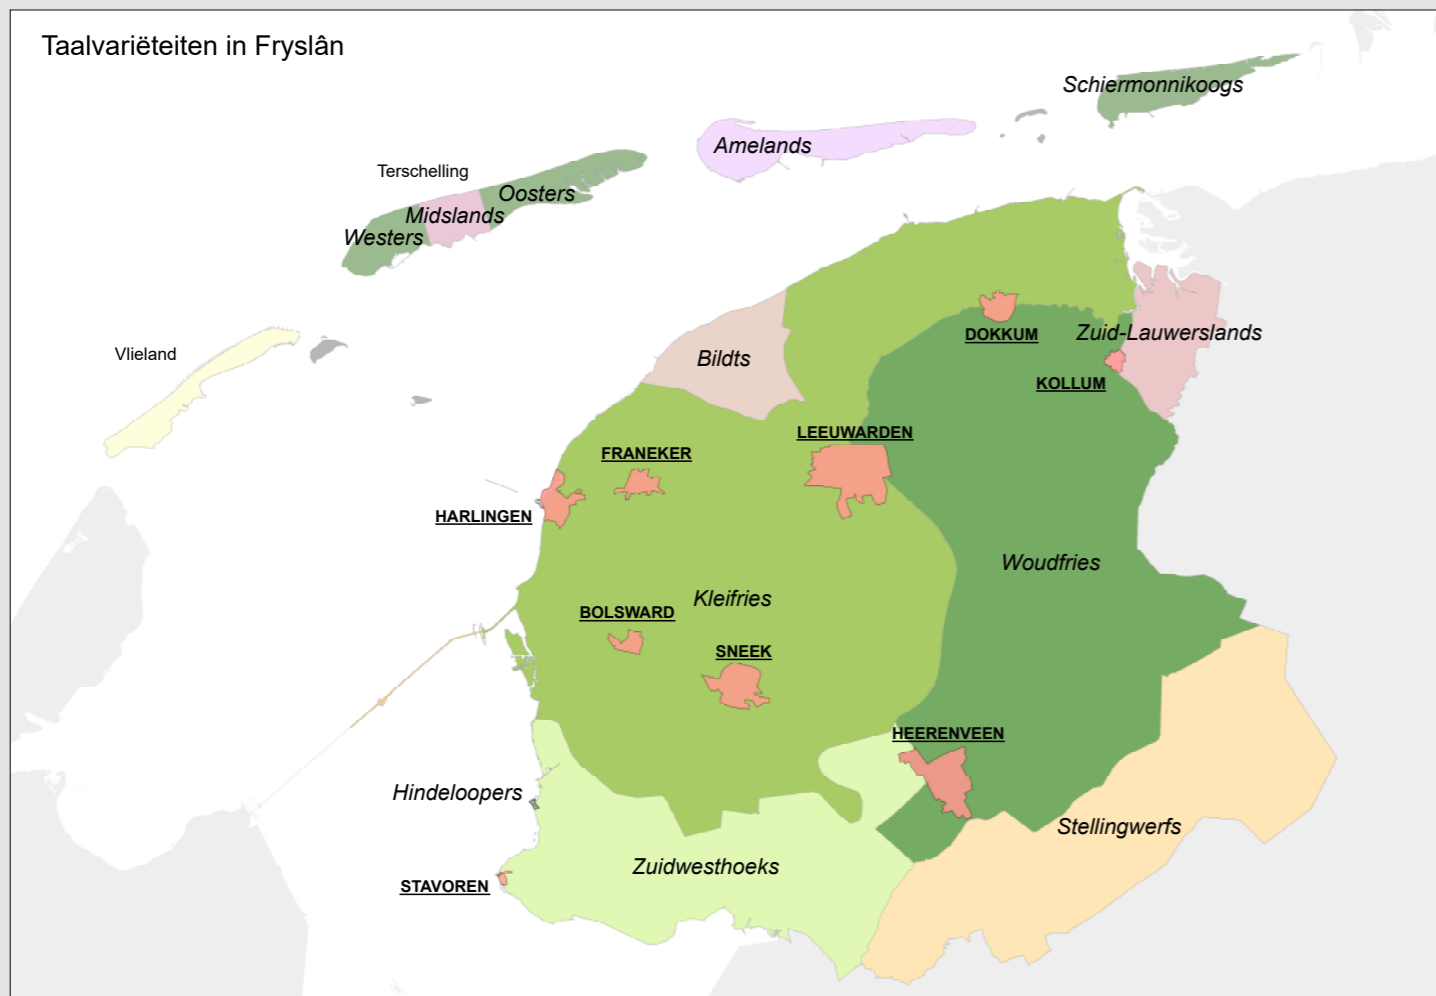 Taalvariëteiten in Fryslân
Schiermonnikoogs
Amelands
Terschelling
Oosters
Midslands
Westers
Vlieland
DOKKUM
Zuid-Lauwerslands
Bildts
KOLLUM
LEEUWARDEN
FRANEKER
HARLINGEN
Woudfries
Kleifries
BOLSWARD
SNEEK
HEERENVEEN
Hindeloopers
Stellingwerfs
Zuidwesthoeks
STAVOREN